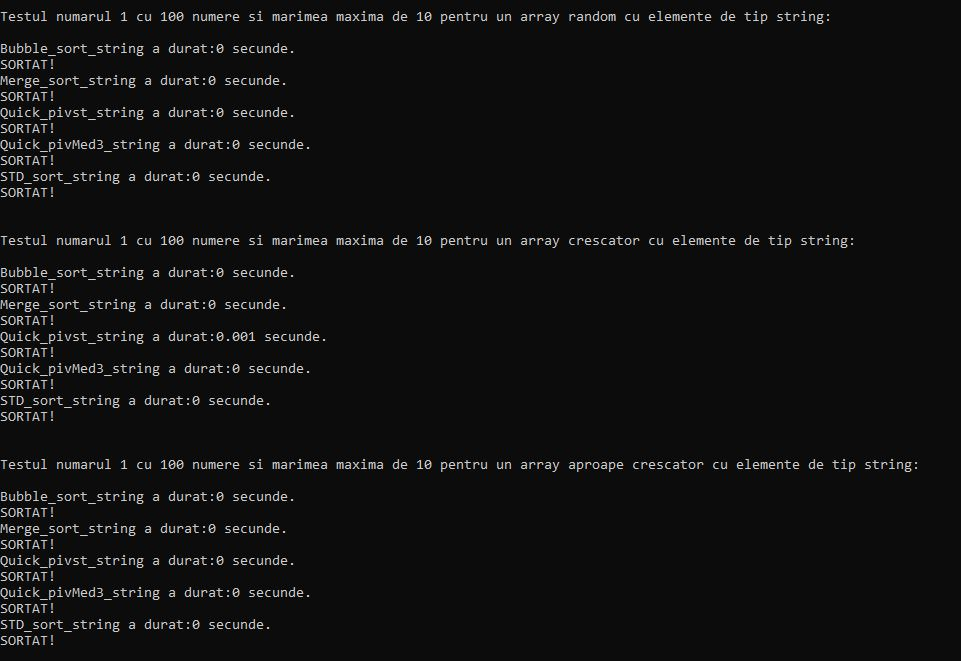 Testul numarul 1 cu 100 numere si marimea maxima de 10 pentru un array random cu elemente de tip string:
Bubble_sort_string a durat:0 secunde.
SORTAT!
Merge_sort_string a durat:0 secunde.
SORTAT!
Quick_pivst_string a durat:0 secunde.
SORTAT!
Quick_pivMed3_string a durat:0 secunde.
SORTAT!
STD_sort_string a durat:0 secunde.
SORTAT!
Testul numarul 1 cu 100 numere si marimea maxima de 10 pentru un array crescator cu elemente de tip string:
Bubble_sort_string a durat:0 secunde.
SORTAT!
Merge_sort_string a durat:0 secunde.
SORTAT!
Quick_pivst_string a durat:0.001 secunde.
SORTAT!
Quick_pivMed3_string a durat:0 secunde.
SORTAT!
STD_sort_string a durat:0 secunde.
SORTAT!
Testul numarul 1 cu 100 numere si marimea maxima de 10 pentru un array aproape crescator cu elemente de tip string:
Bubble_sort_string a durat:0 secunde.
SORTAT!
Merge_sort_string a durat:0 secunde.
SORTAT!
Quick_pivst_string a durat:0 secunde.
SORTAT!
Quick_pivMed3_string a durat:0 secunde.
SORTAT!
STD_sort_string a durat:0 secunde.
SORTAT!